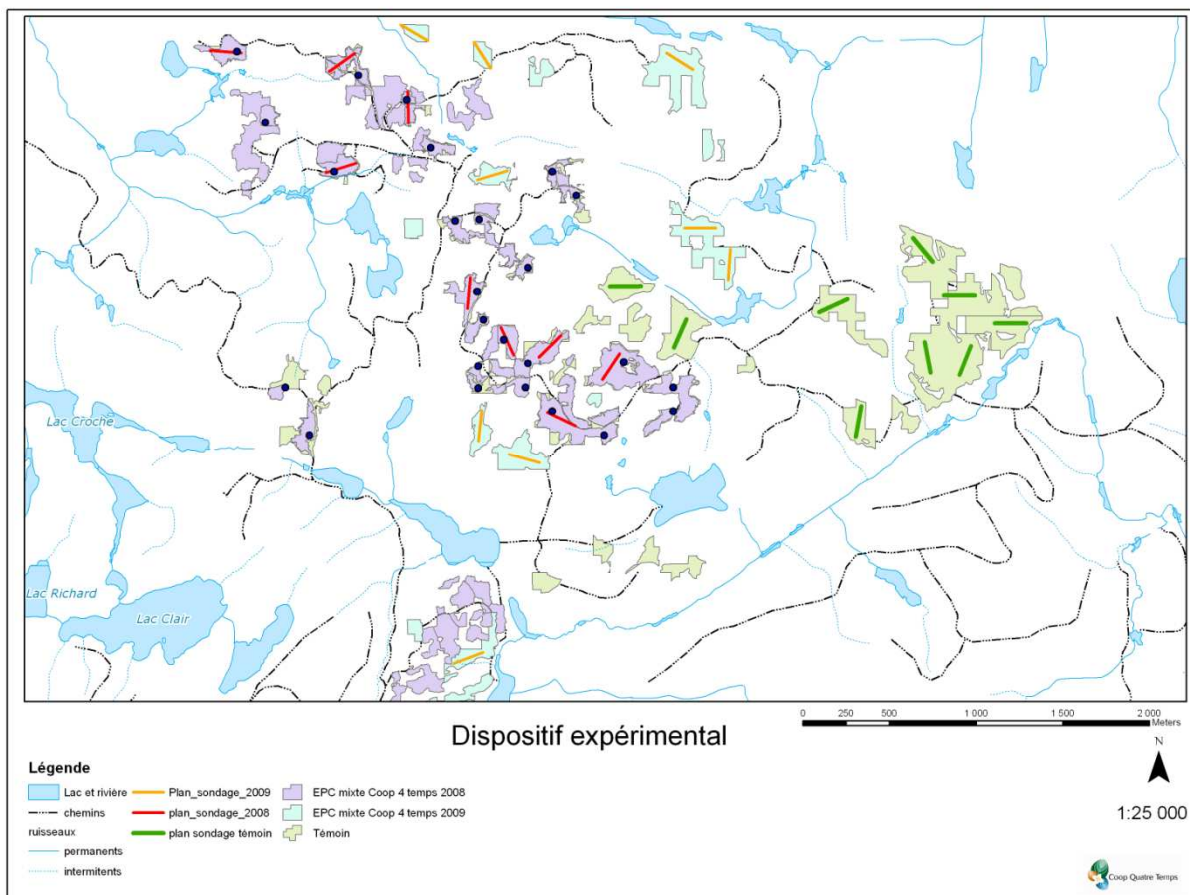 Lac Croche
Lac Richard
Lac Clair
Dispositif expérimental
0 250 500 1 000 1 500 2 000
Meters
N
1:25 000
Légende
Lac et rivière
chemins
ruisseaux
permanents
intermitents
Plan_sondage_2009
plan_sondage_2008
plan sondage témoin
EPC mixte Coop 4 temps 2008
EPC mixte Coop 4 temps 2009
Témoin
Coop Quatre Temps